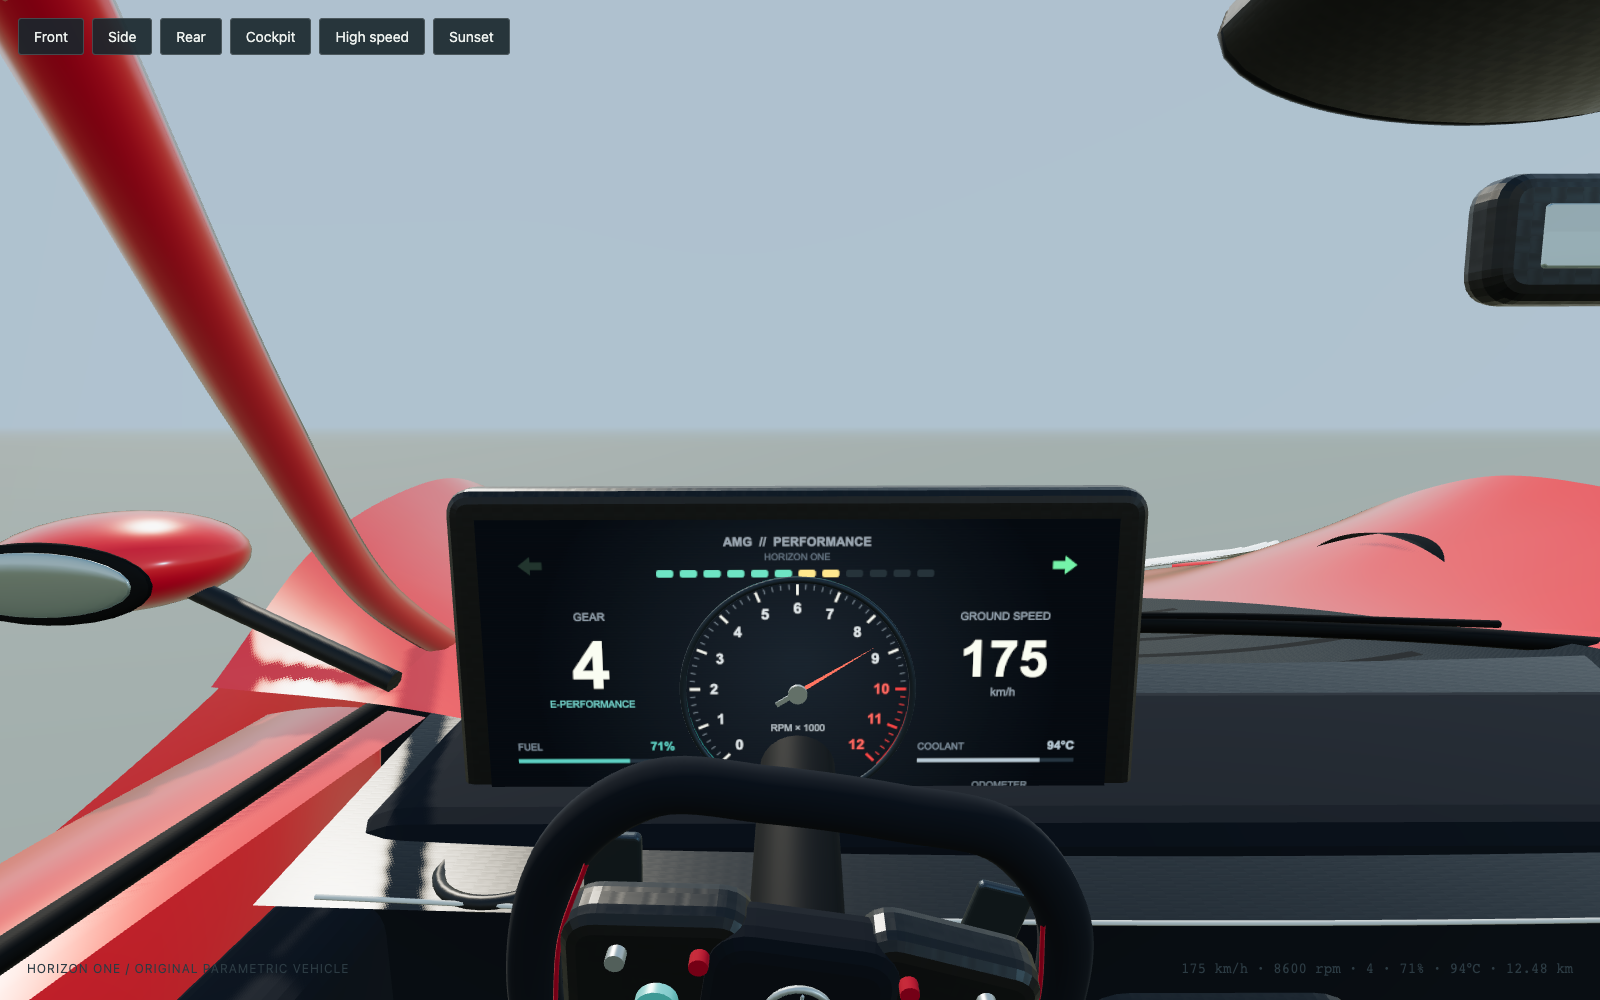 Front Side Rear Cockpit High speed Sunset
AMG // PERFORMANCE
HORIZON ONE
GEAR
4
E-PERFORMANCE
FUEL 71%
0 1 2 3 4 5 6 7 8 9 10 11 12
RPM × 1000
GROUND SPEED
175
km/h
COOLANT 94°C
ODOMETER
HORIZON ONE / ORIGINAL PARAMETRIC VEHICLE
175 km/h · 8600 rpm · 4 · 71% · 94°C · 12.48 km